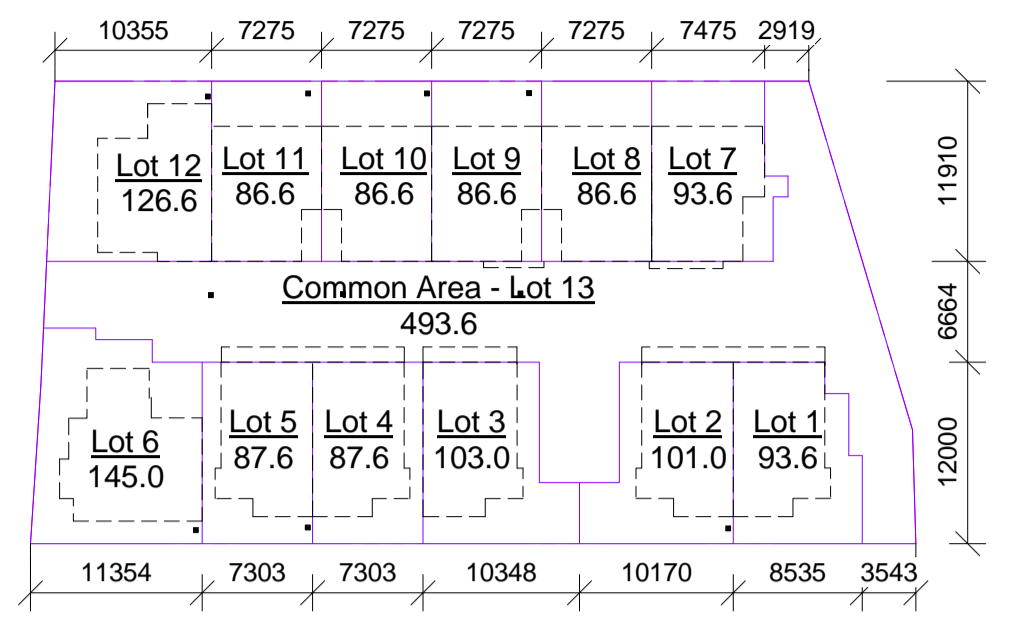 10355 7275 7275 7275 7275 7475 2919
11910
Lot 12 Lot 11 Lot 10 Lot 9 Lot 8 Lot 7
126.6 86.6 86.6 86.6 86.6 93.6
Common Area - Lot 13
493.6
6664
Lot 6 Lot 5 Lot 4 Lot 3 Lot 2 Lot 1
145.0 87.6 87.6 103.0 101.0 93.6
12000
11354 7303 7303 10348 10170 8535 3543